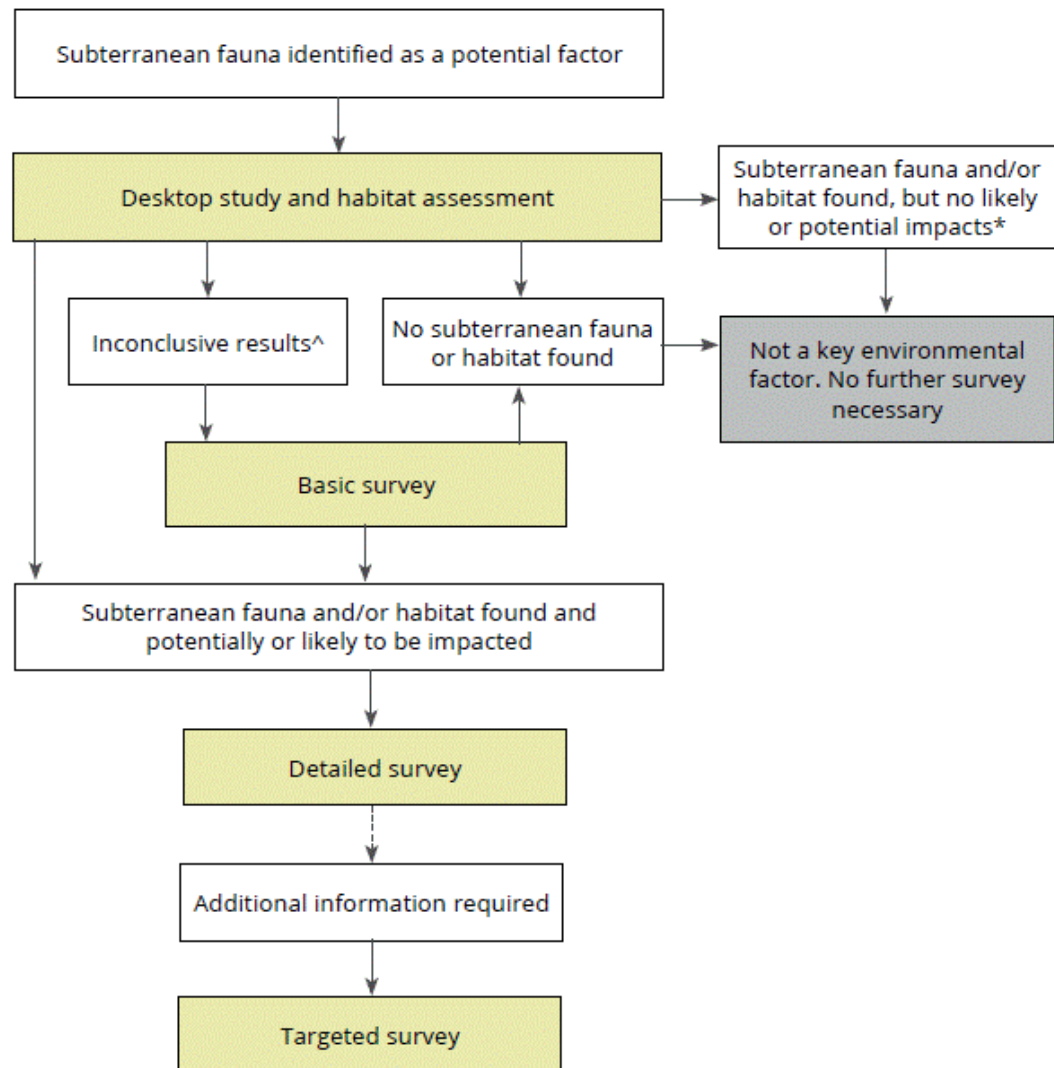 Subterranean fauna identified as a potential factor
Desktop study and habitat assessment
Subterranean fauna and/or
habitat found, but no likely
or potential impacts*
Inconclusive results^
No subterranean fauna
or habitat found
Not a key environmental
factor. No further survey
necessary
Basic survey
Subterranean fauna and/or habitat found and
potentially or likely to be impacted
Detailed survey
Additional information required
Targeted survey